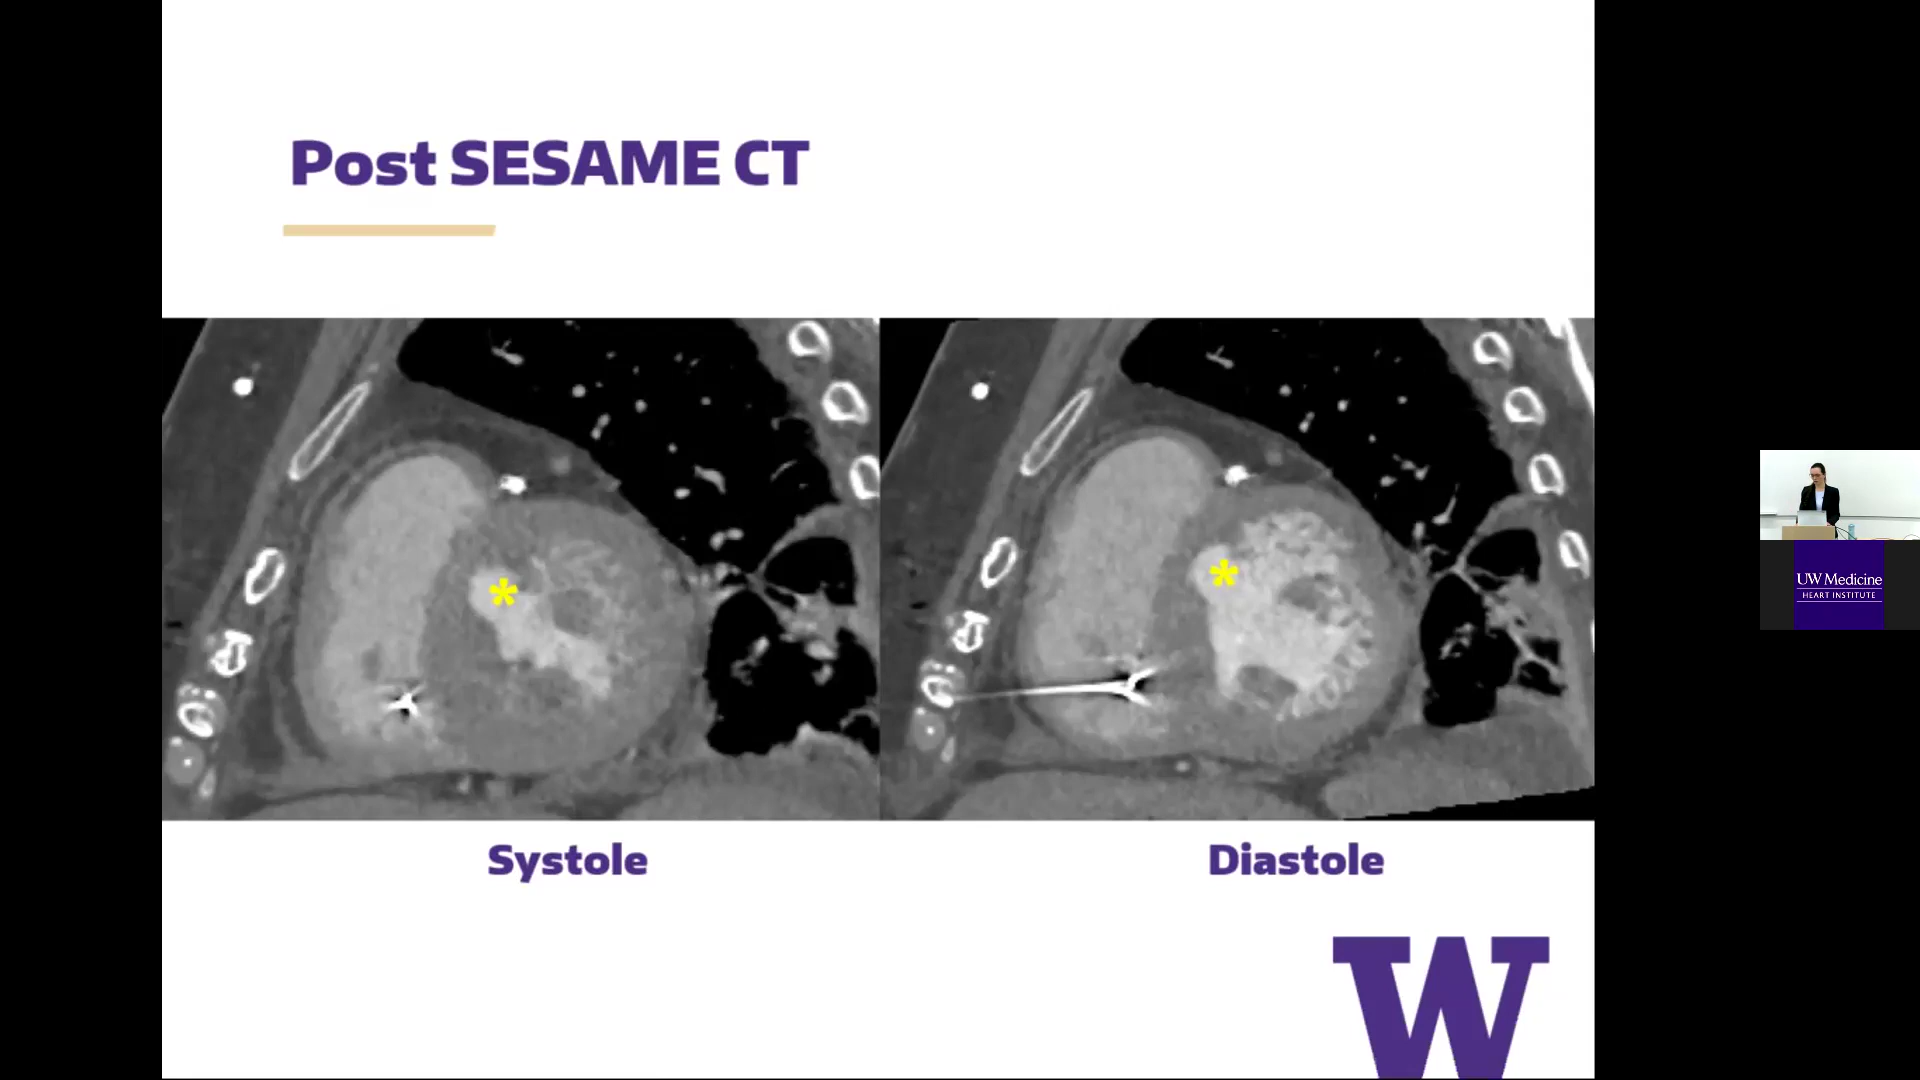 Post SESAME CT
*
*
Systole
Diastole
W
UW Medicine
HEART INSTITUTE